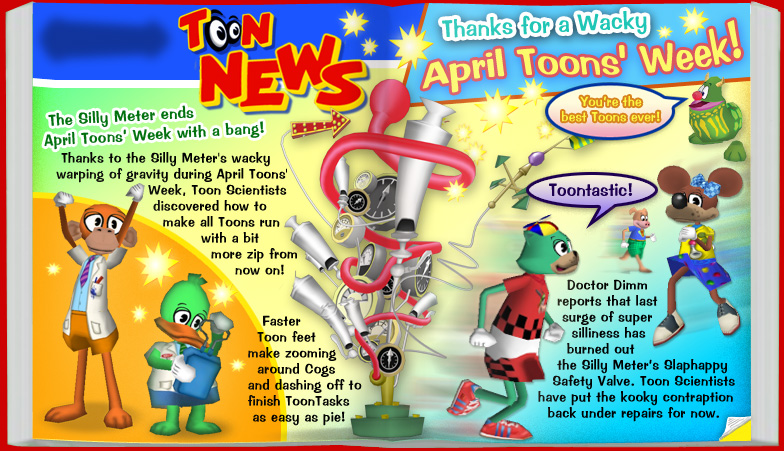 TOON
NEWS
The Silly Meter ends
April Toons' Week with a bang!
Thanks to the Silly Meter's wacky
warping of gravity during April Toons'
Week, Toon Scientists
discovered how to
make all Toons run
with a bit
more zip from
now on!
Faster
Toon feet
make zooming
around Cogs
and dashing off to
finish ToonTasks
as easy as pie!
Thanks for a Wacky
April Toons' Week!
You're the
best Toons ever!
Toontastic!
Doctor Dimm
reports that last
surge of super
silliness has
burned out
the Silly Meter's Slaphappy
Safety Valve. Toon Scientists
have put the kooky contraption
back under repairs for now.